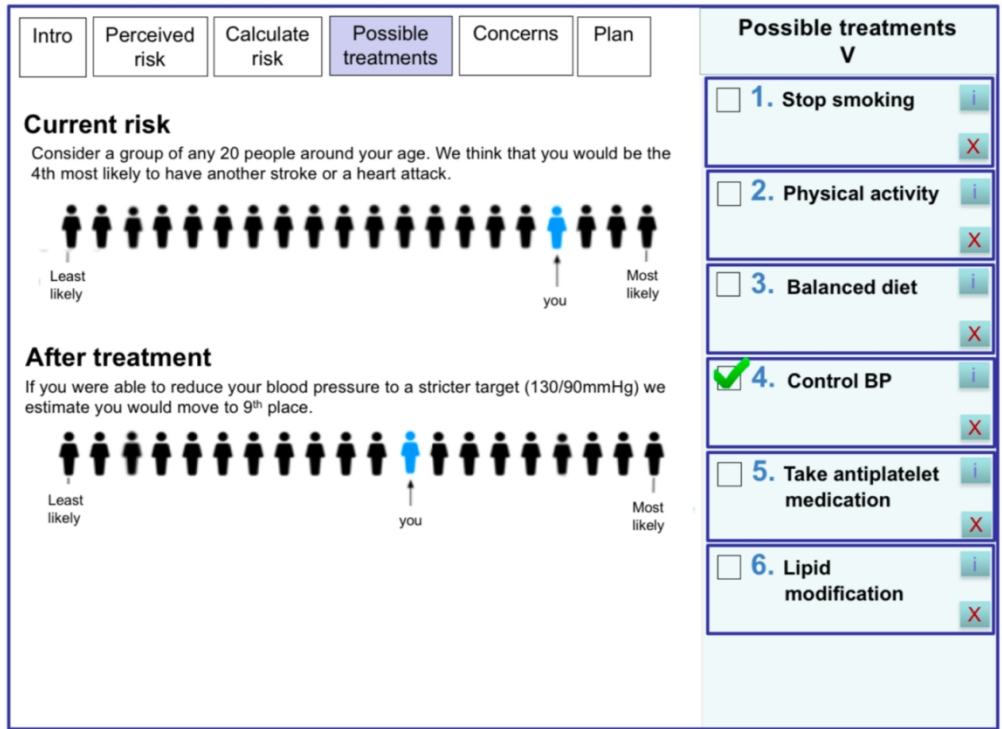 Intro
Perceived
risk
Calculate
risk
Possible
treatments
Concerns
Plan
Current risk
Consider a group of any 20 people around your age. We think that you would be the
4th most likely to have another stroke or a heart attack.
Least
likely
you
Most
likely
After treatment
If you were able to reduce your blood pressure to a stricter target (130/90mmHg) we
estimate you would move to 9th place.
Least
likely
you
Most
likely
Possible treatments
V
1. Stop smoking i
X
2. Physical activity i
X
3. Balanced diet i
X
4. Control BP i
X
5. Take antiplatelet i
medication
X
6. Lipid i
modification
X